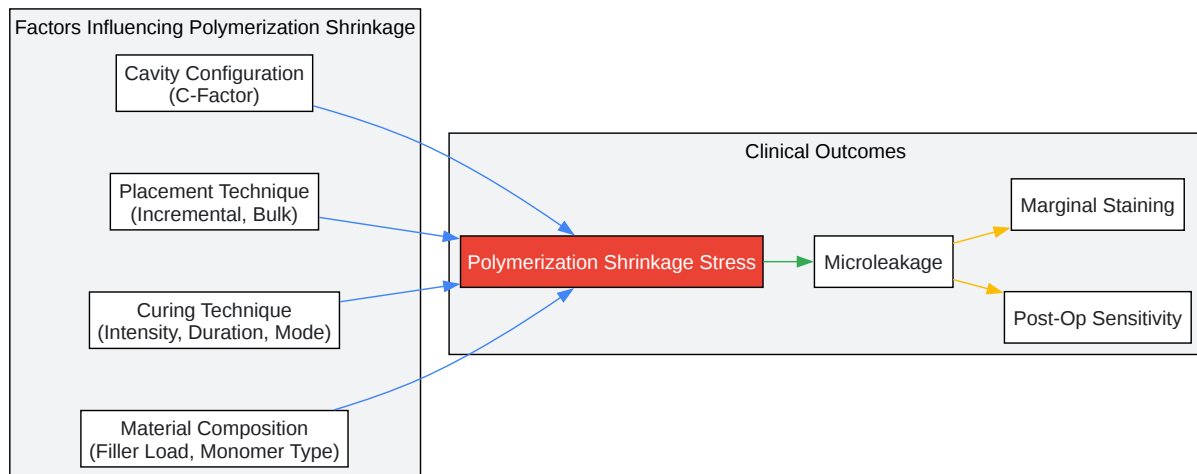 Factors Influencing Polymerization Shrinkage
Cavity Configuration
(C-Factor)
Placement Technique
(Incremental, Bulk)
Curing Technique
(Intensity, Duration, Mode)
Material Composition
(Filler Load, Monomer Type)
Clinical Outcomes
Polymerization Shrinkage Stress
Microleakage
Marginal Staining
Post-Op Sensitivity